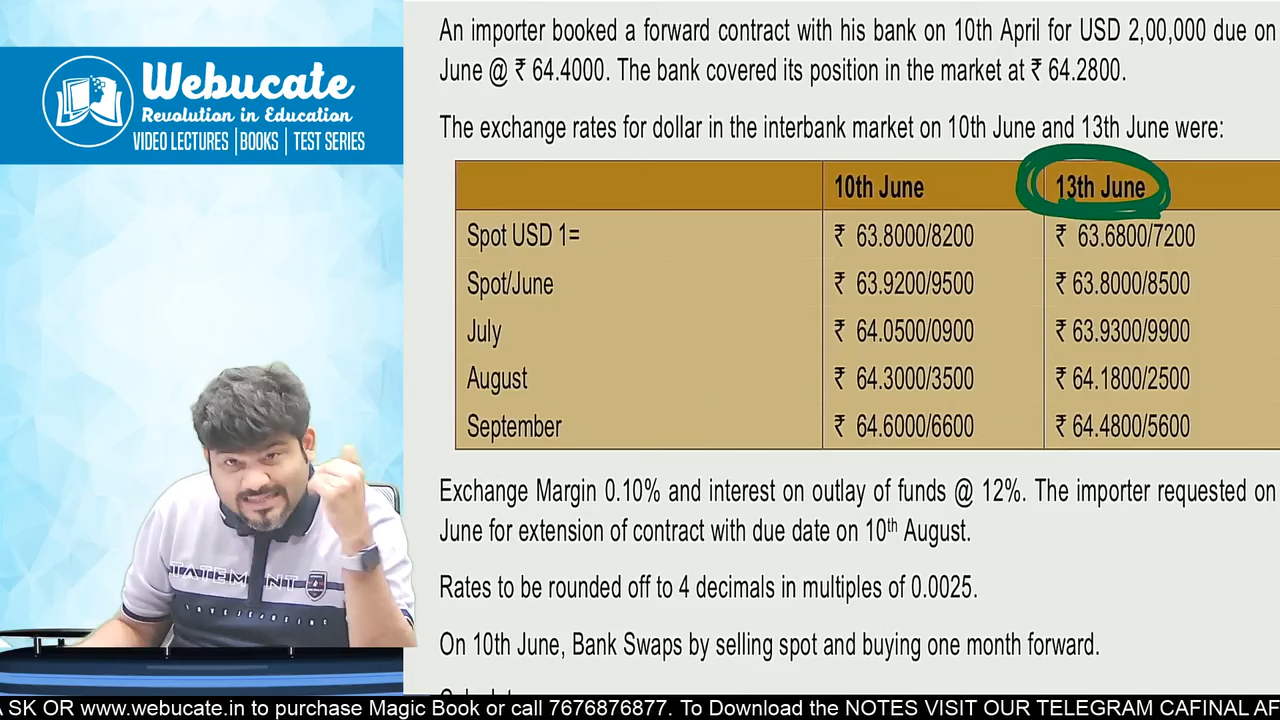 Webucate
Revolution in Education
VIDEO LECTURES | BOOKS | TEST SERIES
An importer booked a forward contract with his bank on 10th April for USD 2,00,000 due on
June @ ₹ 64.4000. The bank covered its position in the market at ₹ 64.2800.
The exchange rates for dollar in the interbank market on 10th June and 13th June were:
10th June 13th June
Spot USD 1= ₹ 63.8000/8200 ₹ 63.6800/7200
Spot/June ₹ 63.9200/9500 ₹ 63.8000/8500
July ₹ 64.0500/0900 ₹ 63.9300/9900
August ₹ 64.3000/3500 ₹ 64.1800/2500
September ₹ 64.6000/6600 ₹ 64.4800/5600
Exchange Margin 0.10% and interest on outlay of funds @ 12%. The importer requested on
June for extension of contract with due date on 10th August.
Rates to be rounded off to 4 decimals in multiples of 0.0025.
On 10th June, Bank Swaps by selling spot and buying one month forward.
A SK OR www.webucate.in to purchase Magic Book or call 7676876877. To Download the NOTES VISIT OUR TELEGRAM CAFINAL AF